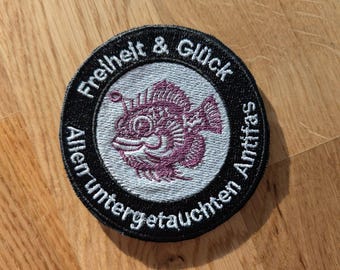 Freiheit & Glück
Allen untergetauchten Antifas